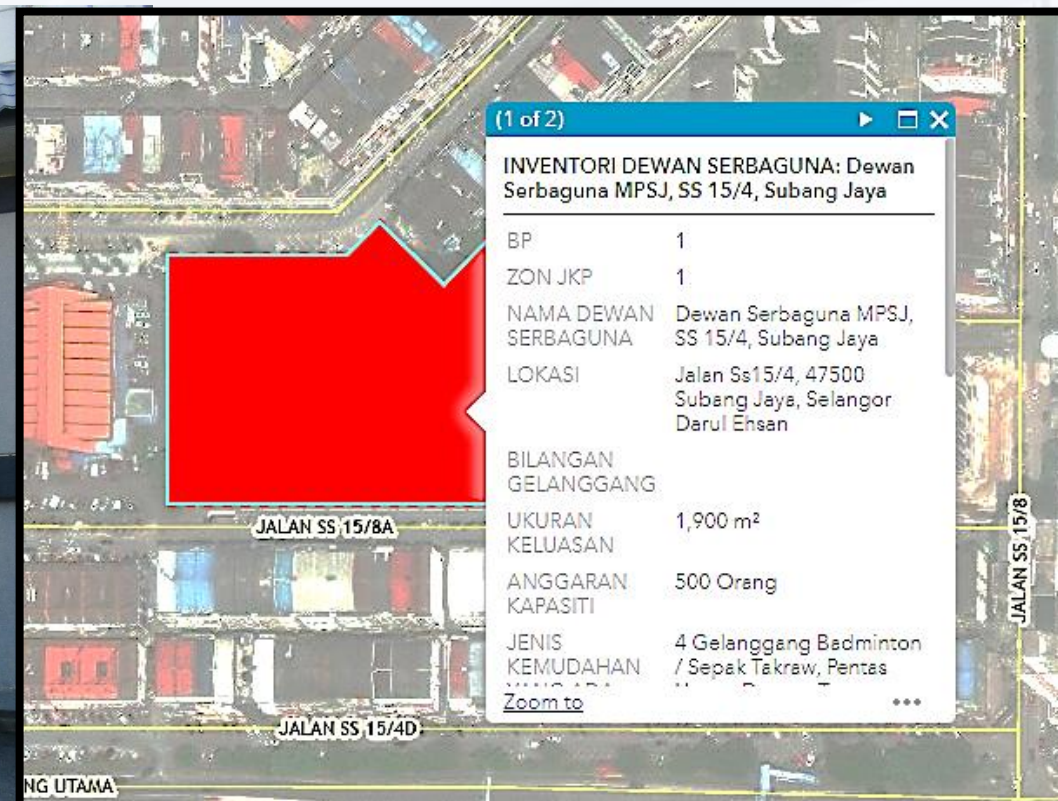 (1 of 2)
INVENTORI DEWAN SERBAGUNA: Dewan
Serbaguna MPSJ, SS 15/4, Subang Jaya
BP 1
ZON JKP 1
NAMA DEWAN Dewan Serbaguna MPSJ,
SERBAGUNA SS 15/4, Subang Jaya
LOKASI Jalan Ss15/4, 47500
Subang Jaya, Selangor
Darul Ehsan
BILANGAN
GELANGGANG
UKURAN 1,900 m²
KELUASAN
ANGGARAN 500 Orang
KAPASITI
JENIS 4 Gelanggang Badminton
KEMUDAHAN / Sepak Takraw, Pentas
Zoom to
JALAN SS 15/8A
JALAN SS 15/8
JALAN SS 15/4D
NG UTAMA